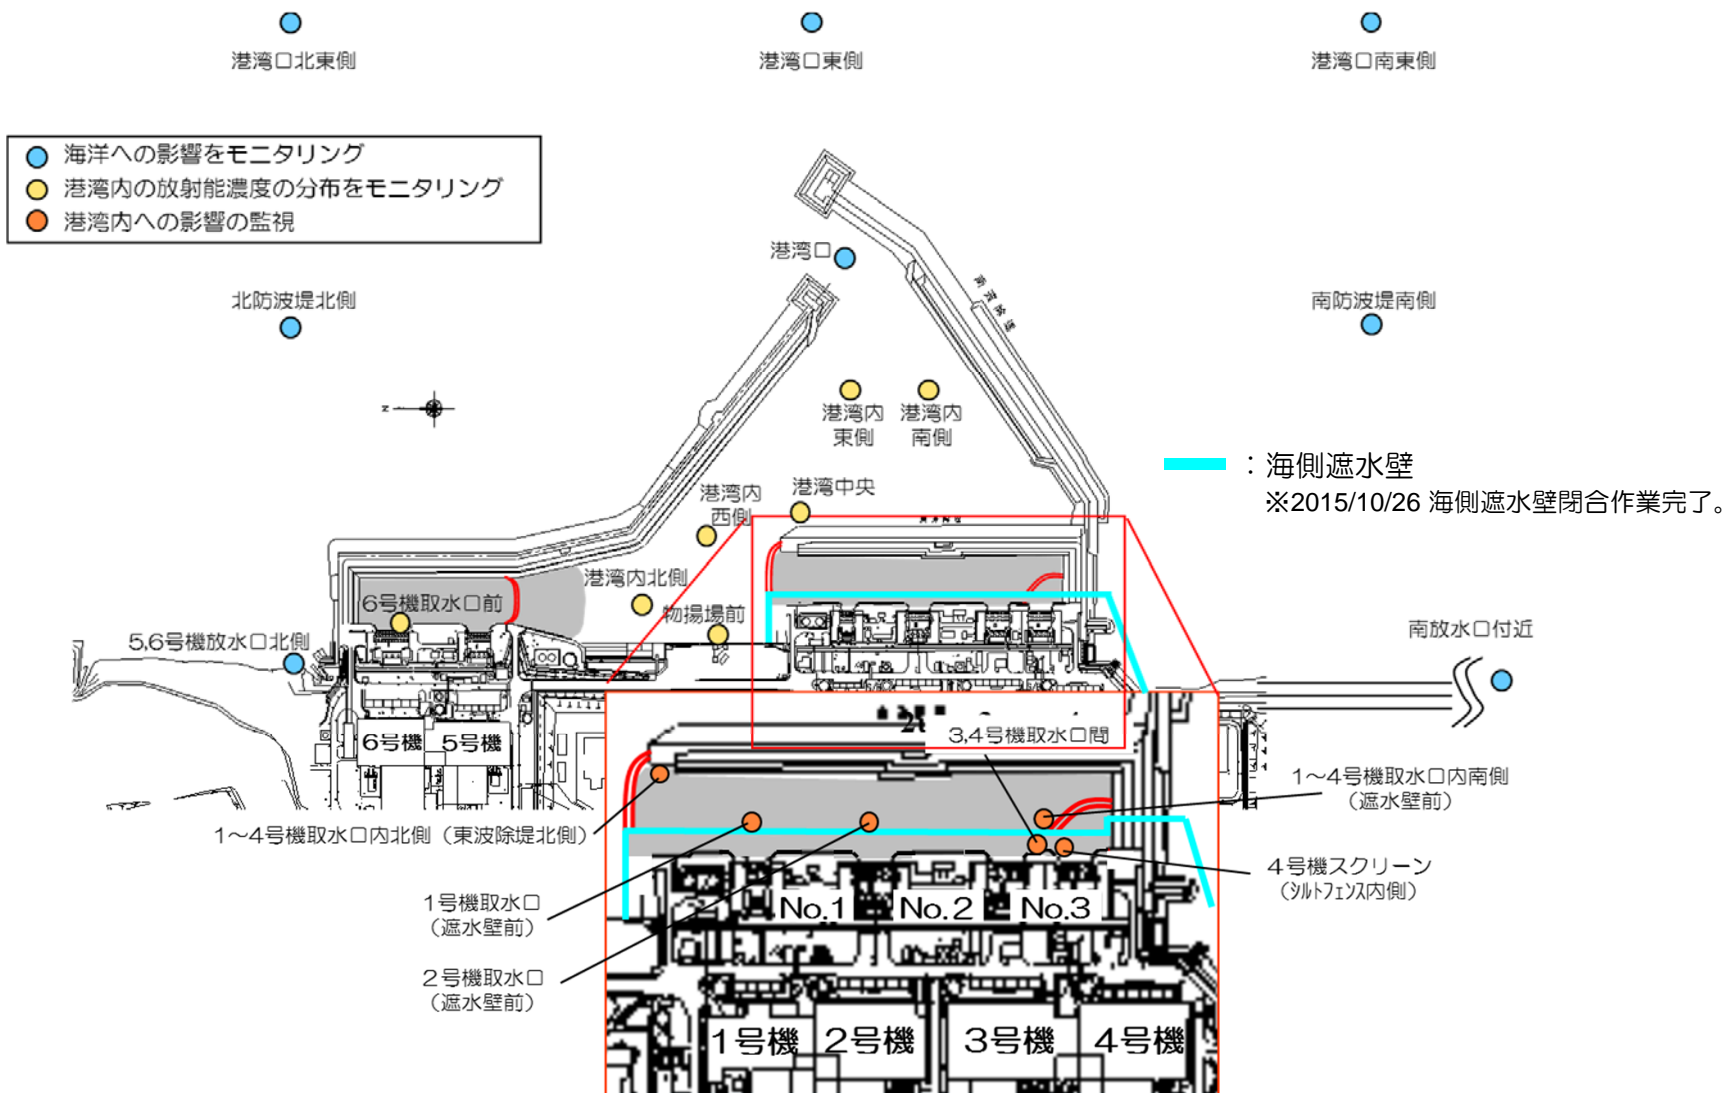 港湾口北東側
港湾口東側
港湾口南東側
海洋への影響をモニタリング
港湾内の放射能濃度の分布をモニタリング
港湾内への影響の監視
港湾口
北防波堤北側
南防波堤南側
N
港湾内
東側
港湾内
南側
:海側遮水壁
※2015/10/26 海側遮水壁閉合作業完了。
港湾内
西側
港湾中央
港湾内北側
6号機取水口前
物揚場前
5,6号機放水口北側
南放水口付近
6号機
5号機
3,4号機取水口間
1~4号機取水口内南側
(遮水壁前)
1~4号機取水口内北側(東波除堤北側)
4号機スクリーン
(シルトフェンス内側)
1号機取水口
(遮水壁前)
No.1
No.2
No.3
2号機取水口
(遮水壁前)
1号機
2号機
3号機
4号機